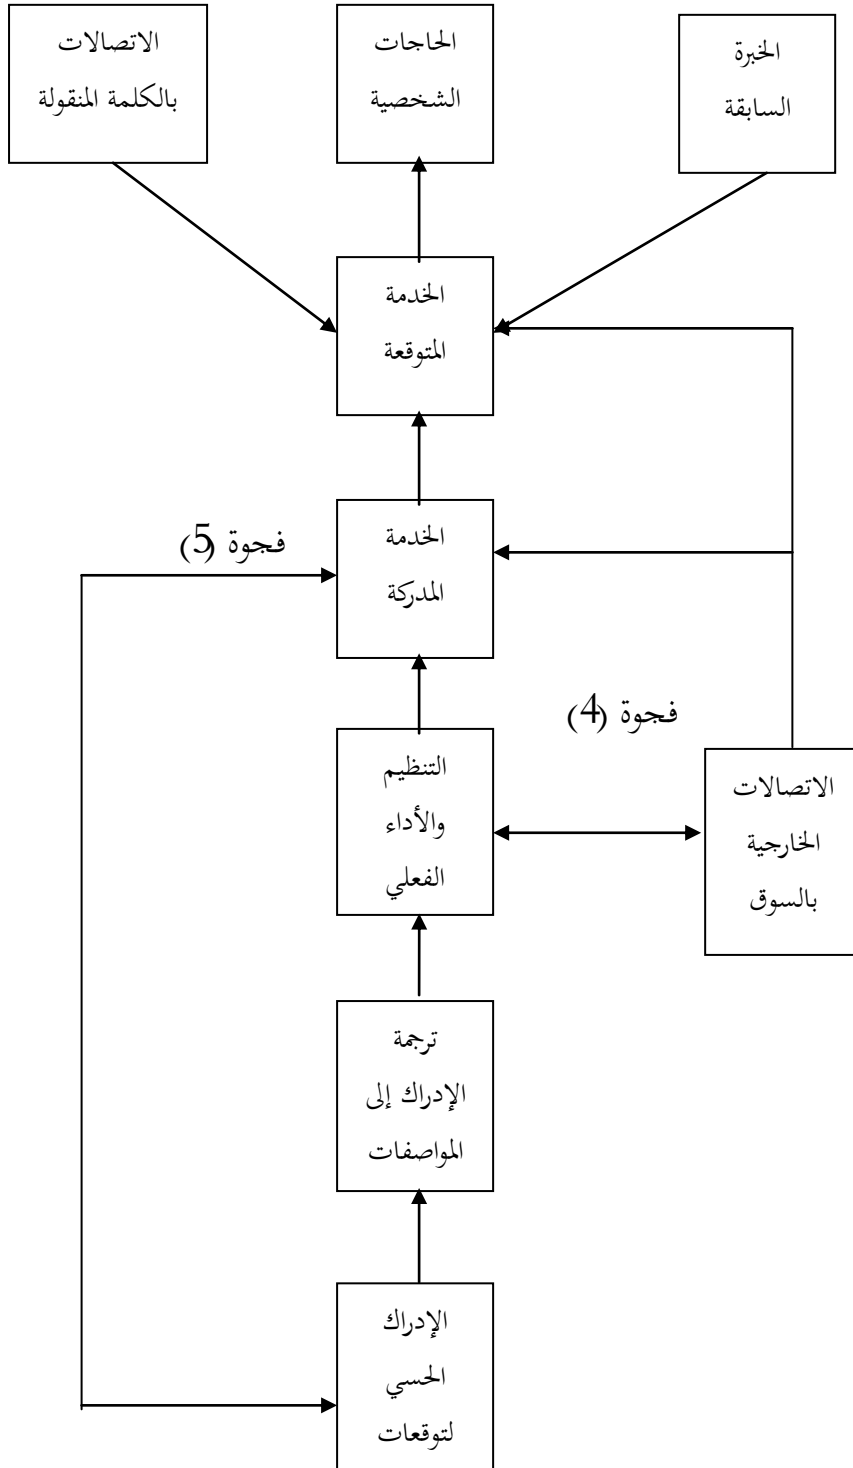 الخبرة
السابقة
الحاجات
الشخصية
الاتصالات
بالكلمة المنقولة
الخدمة
المتوقعة
الخدمة
المدركة
فجوة (5)
فجوة (4)
التنظيم
والأداء
الفعلي
الاتصالات
الخارجية
بالسوق
ترجمة
الإدراك إلى
المواصفات
الإدراك
الحسي
لتوقعات